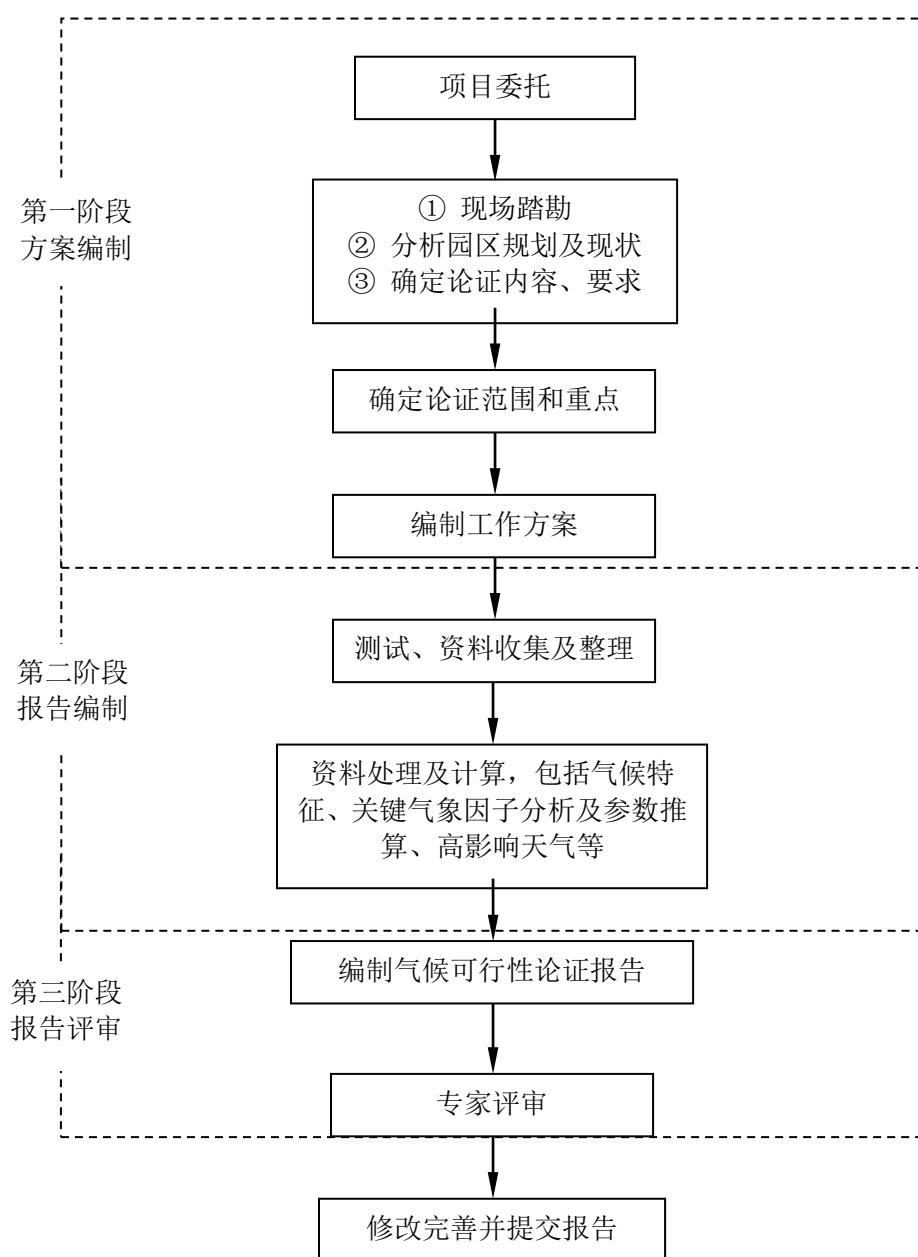 项目委托
第一阶段
方案编制
① 现场踏勘
② 分析园区规划及现状
③ 确定论证内容、要求
确定论证范围和重点
编制工作方案
第二阶段
报告编制
测试、资料收集及整理
资料处理及计算，包括气候特
征、关键气象因子分析及参数推
算、高影响天气等
第三阶段
报告评审
编制气候可行性论证报告
专家评审
修改完善并提交报告